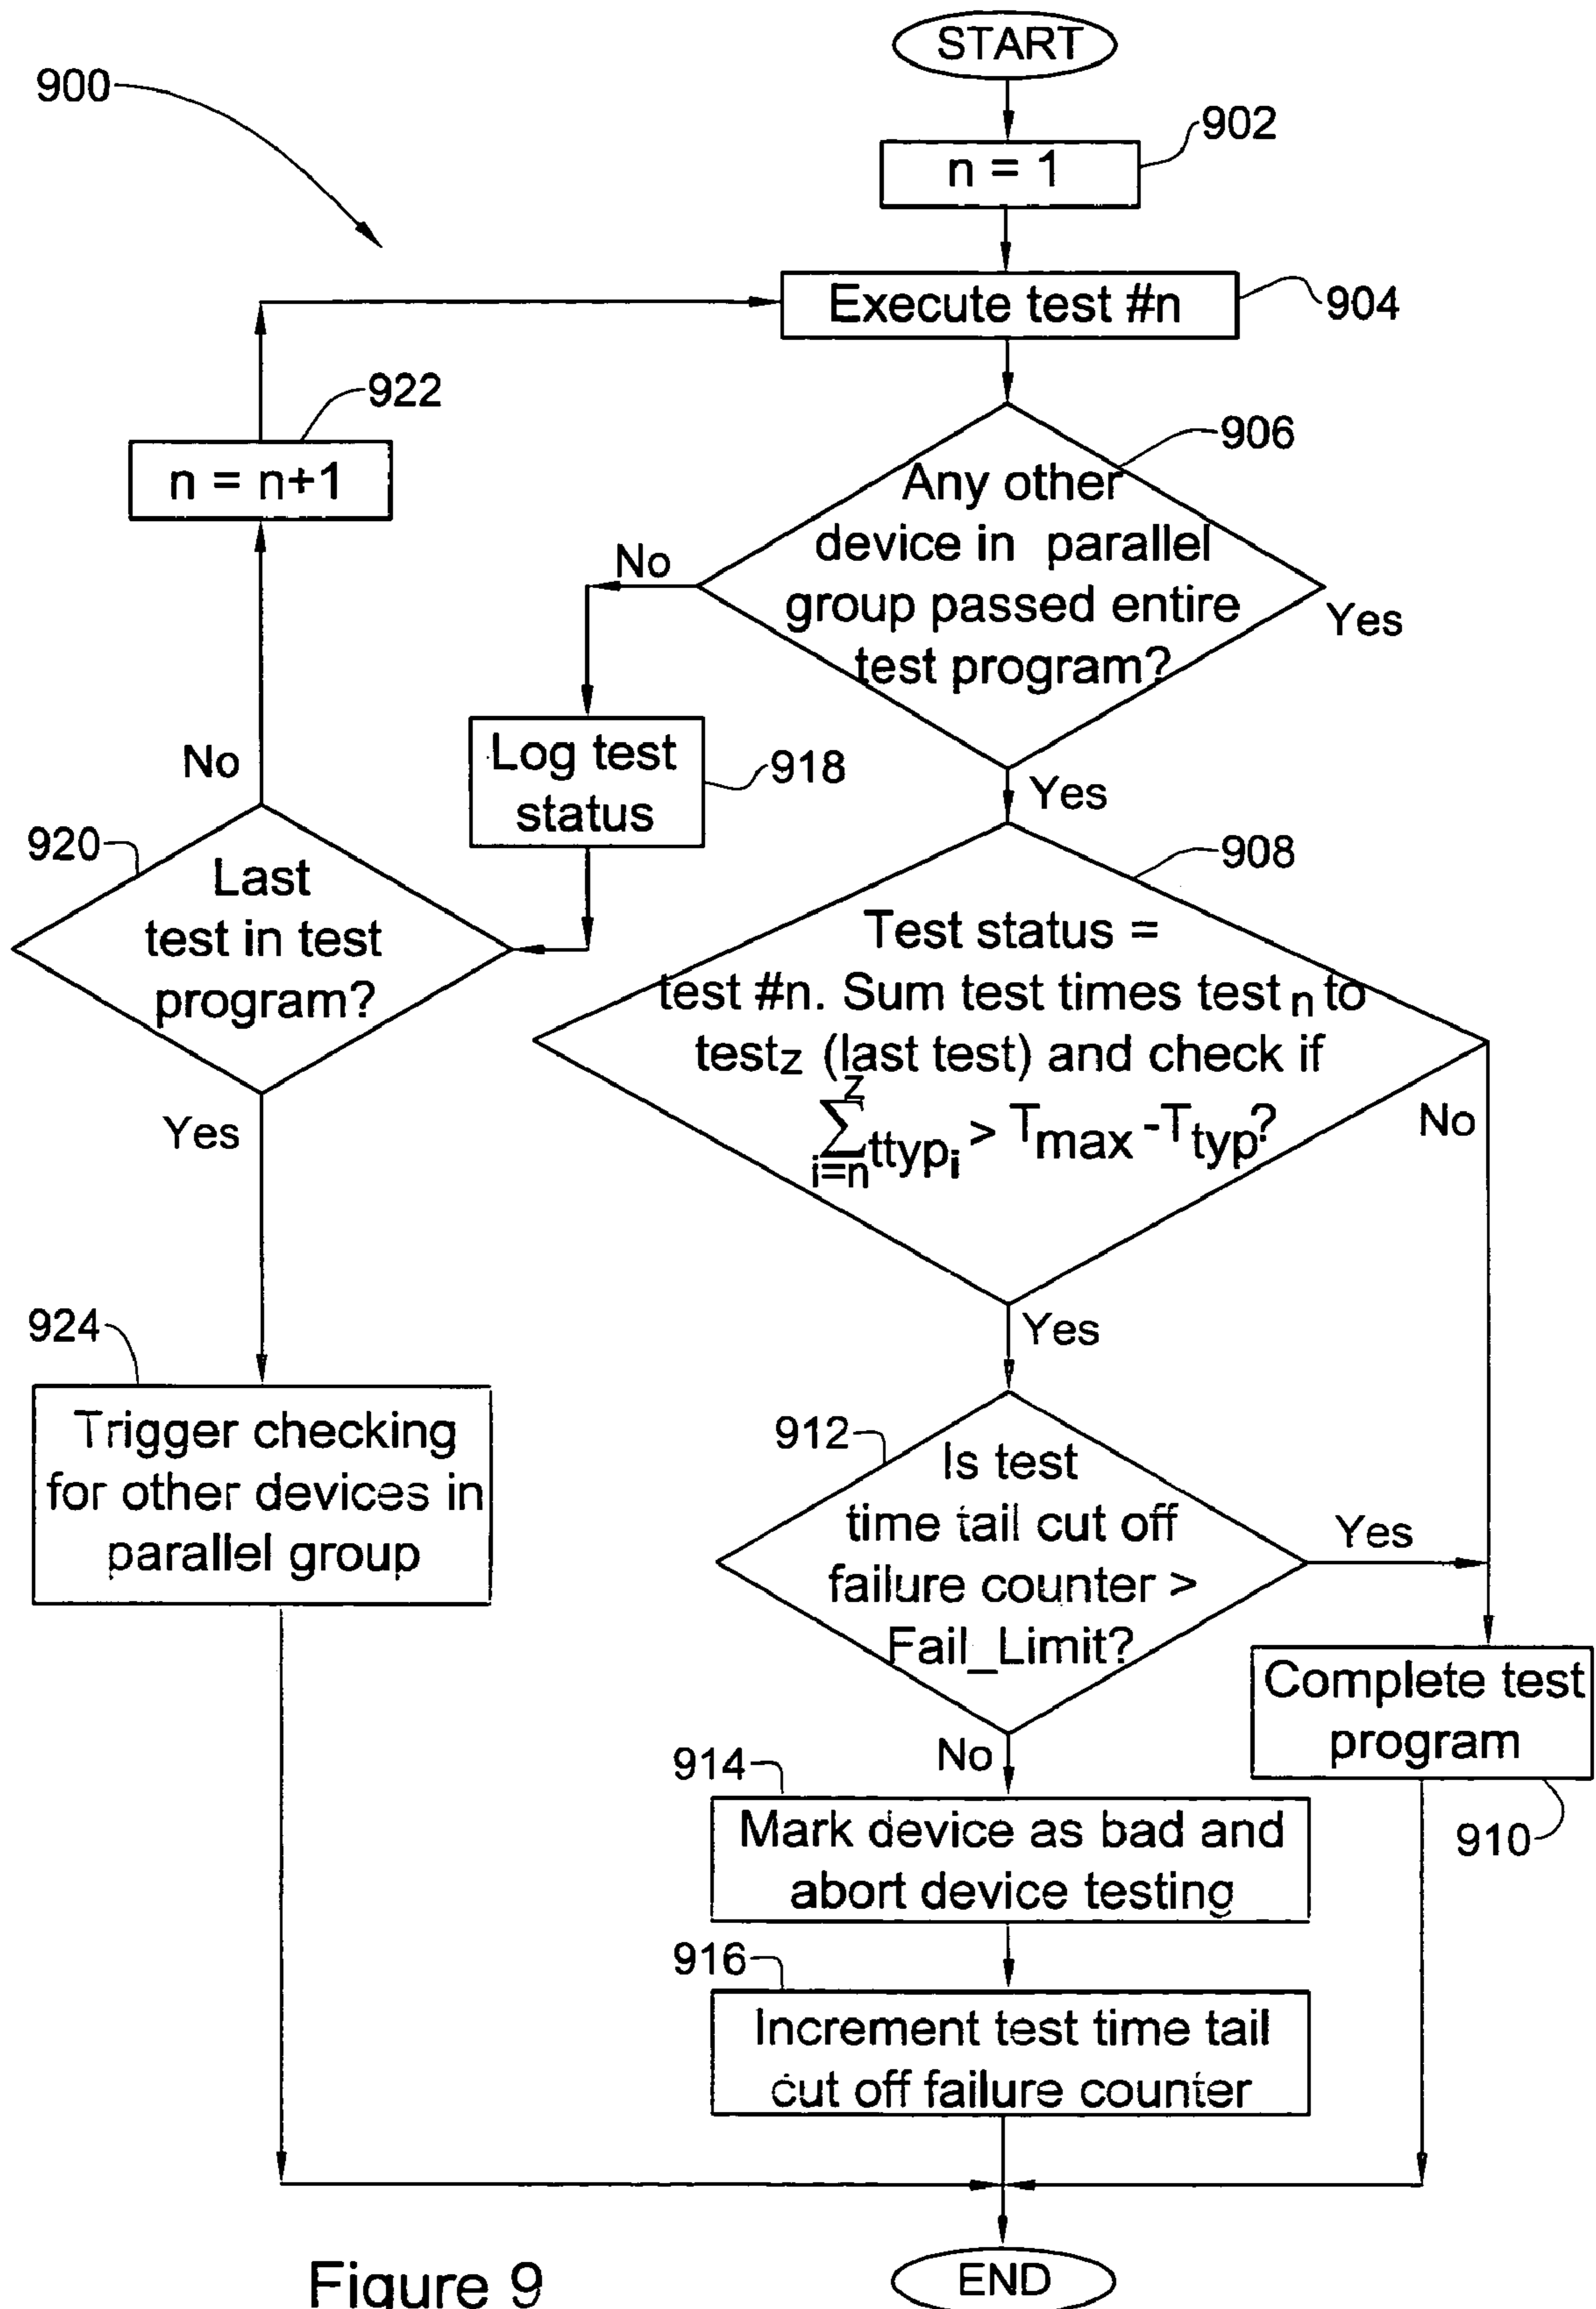 START
900
902
n = 1
Execute test #n
904
922
n = n+1
906
Any other
device in parallel
group passed entire
test program?
No
Yes
Log test
status
918
No
Yes
920
Last
test in test
program?
908
Test status =
test #n. Sum test times test n to
testz (last test) and check if
z
∑ ttypi > Tmax -Ttyp?
i=n
Yes
No
Yes
924
Trigger checking
for other devices in
parallel group
912
Is test
time tail cut off
failure counter >
Fail_Limit?
Yes
Complete test
program
No
914
Mark device as bad and
abort device testing
910
916
Increment test time tail
cut off failure counter
END
Figure 9